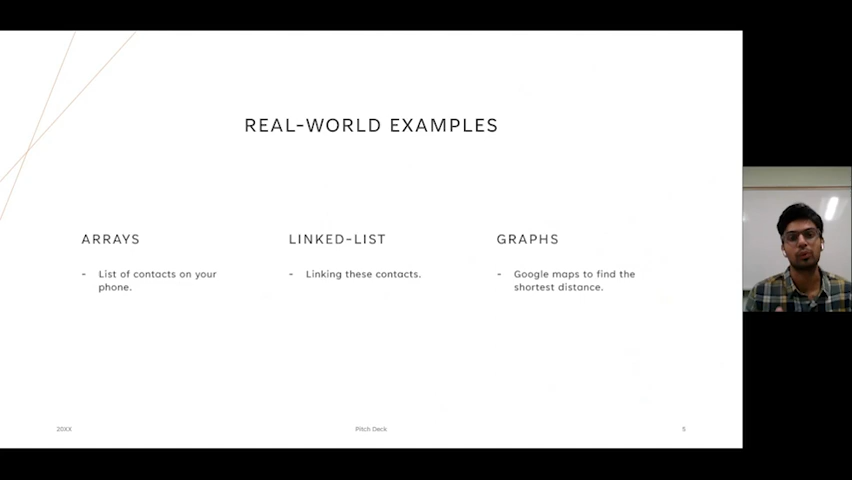 REAL-WORLD EXAMPLES
ARRAYS
- List of contacts on your
phone.
LINKED-LIST
- Linking these contacts.
GRAPHS
- Google maps to find the
shortest distance.
20XX
Pitch Deck
5